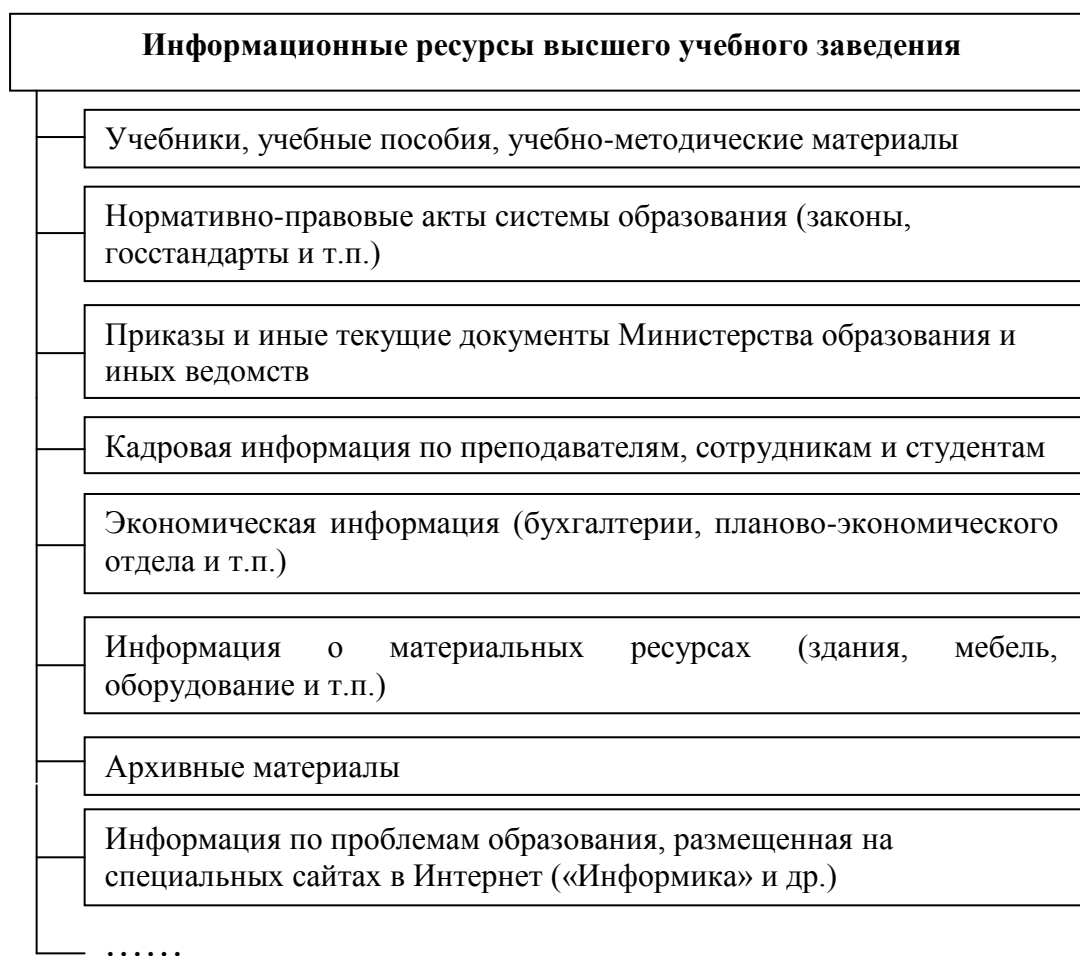 Информационные ресурсы высшего учебного заведения
Учебники, учебные пособия, учебно-методические материалы
Нормативно-правовые акты системы образования (законы,
госстандарты и т.п.)
Приказы и иные текущие документы Министерства образования и
иных ведомств
Кадровая информация по преподавателям, сотрудникам и студентам
Экономическая информация (бухгалтерии, планово-экономического
отдела и т.п.)
Информация о материальных ресурсах (здания, мебель,
оборудование и т.п.)
Архивные материалы
Информация по проблемам образования, размещенная на
специальных сайтах в Интернет («Информика» и др.)
……